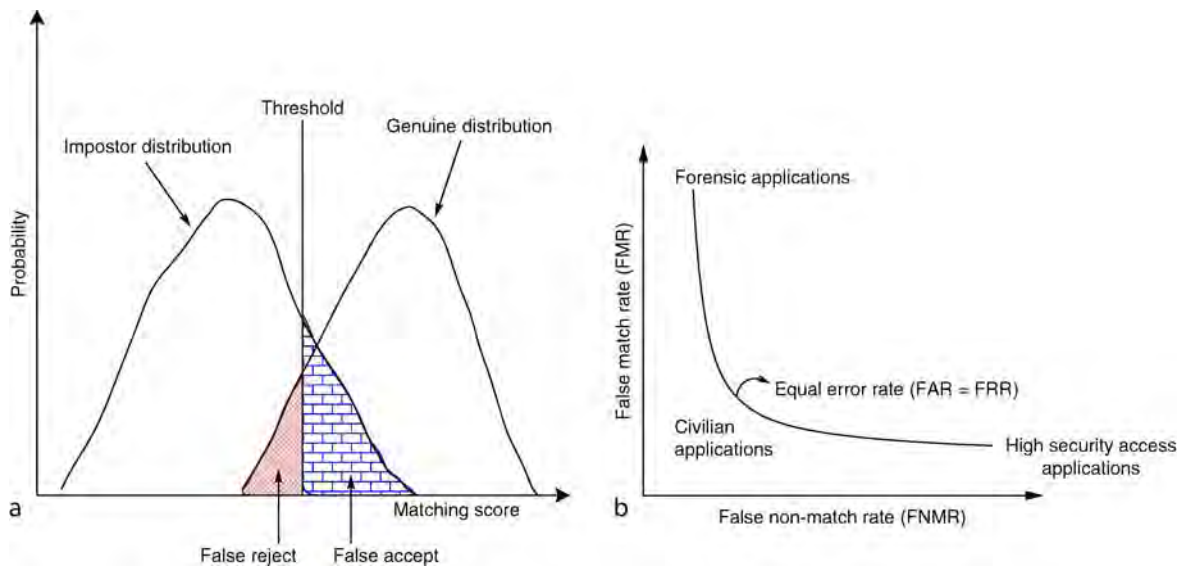 Threshold
Impostor distribution
Genuine distribution
Probability
Matching score
False reject
False accept
a
Forensic applications
False match rate (FMR)
Equal error rate (FAR = FRR)
Civilian
applications
High security access
applications
False non-match rate (FNMR)
b